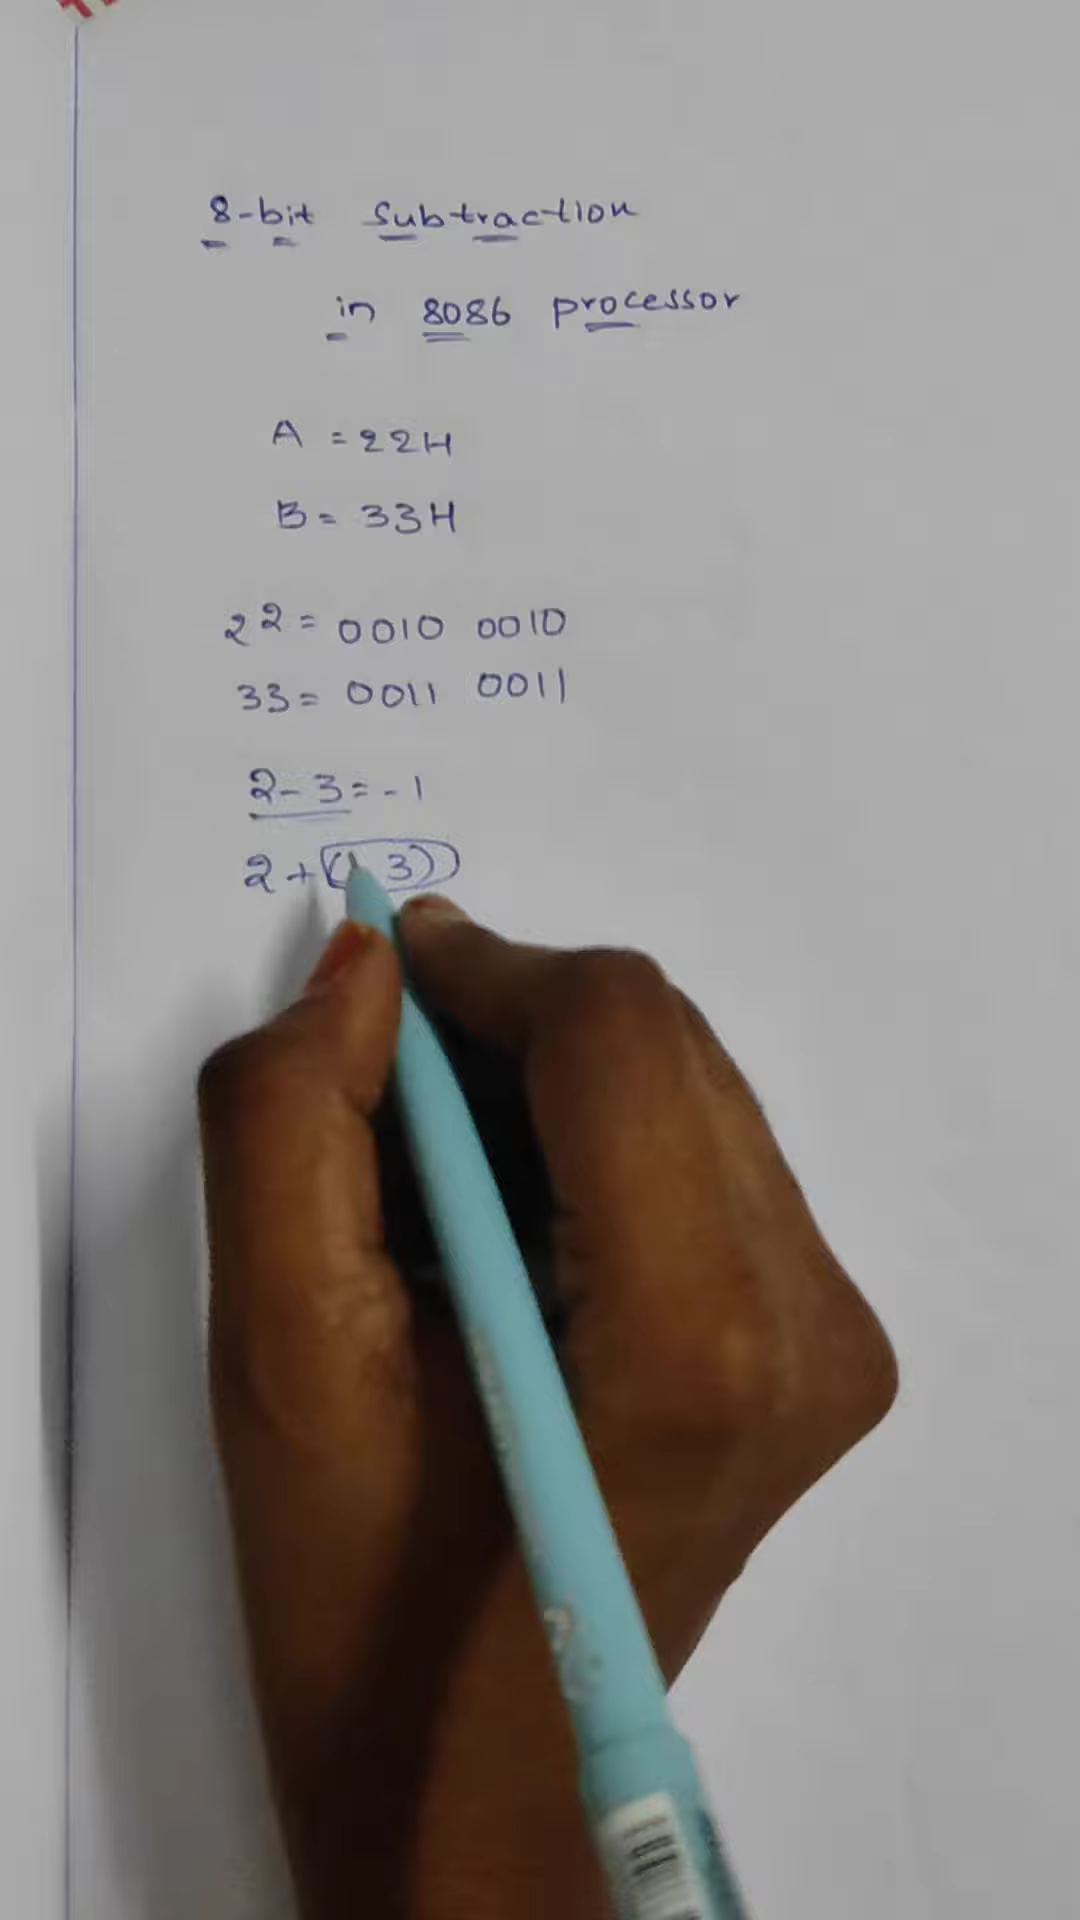 8-bit Subtraction
in 8086 processor
A = 22H
B = 33H
22 = 0010 0010
33 = 0011 0011
2 - 3 = - 1
2 + ( 3)